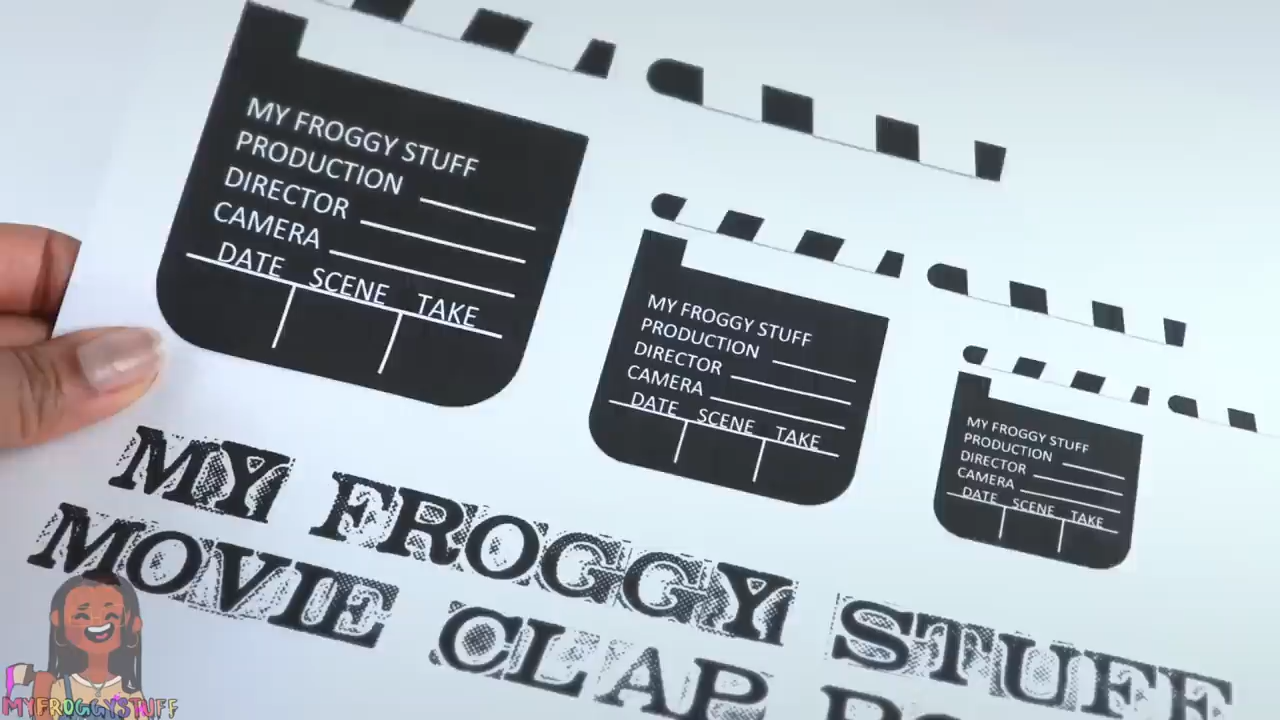 MY FROGGY STUFF
PRODUCTION
DIRECTOR
CAMERA
DATE SCENE TAKE
MY FROGGY STUFF
PRODUCTION
DIRECTOR
CAMERA
DATE SCENE TAKE
MY FROGGY STUFF
PRODUCTION
DIRECTOR
CAMERA
DATE SCENE TAKE
MY FROGGY STUFF
MOVIE CLAP
MYFROGGYSTUFF